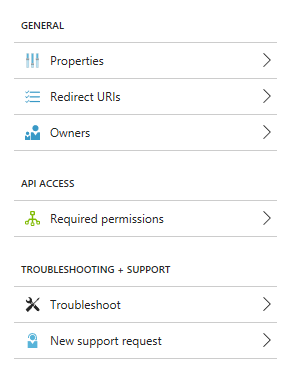 GENERAL
Properties
Redirect URIs
Owners
API ACCESS
Required permissions
TROUBLESHOOTING + SUPPORT
Troubleshoot
New support request